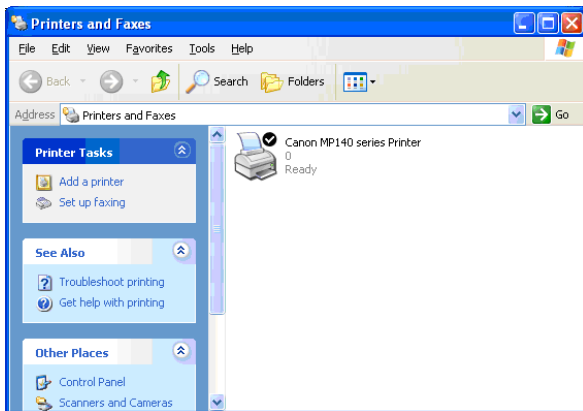 Printers and Faxes
File Edit View Favorites Tools Help
Back Search Folders
Address Printers and Faxes Go
Printer Tasks
Add a printer
Set up faxing
See Also
Troubleshoot printing
Get help with printing
Other Places
Control Panel
Scanners and Cameras
Canon MP140 series Printer
0
Ready